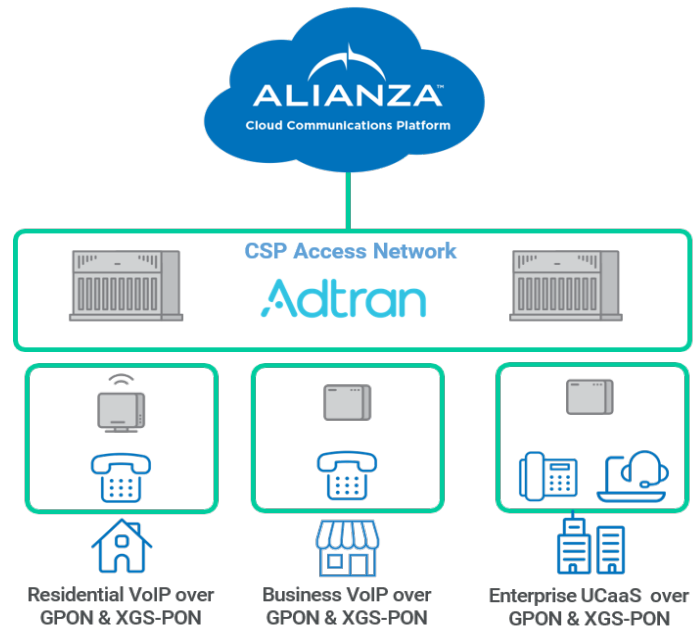 ALIANZA™
Cloud Communications Platform
CSP Access Network
Adtran
Residential VoIP over
GPON & XGS-PON
Business VoIP over
GPON & XGS-PON
Enterprise UCaaS over
GPON & XGS-PON